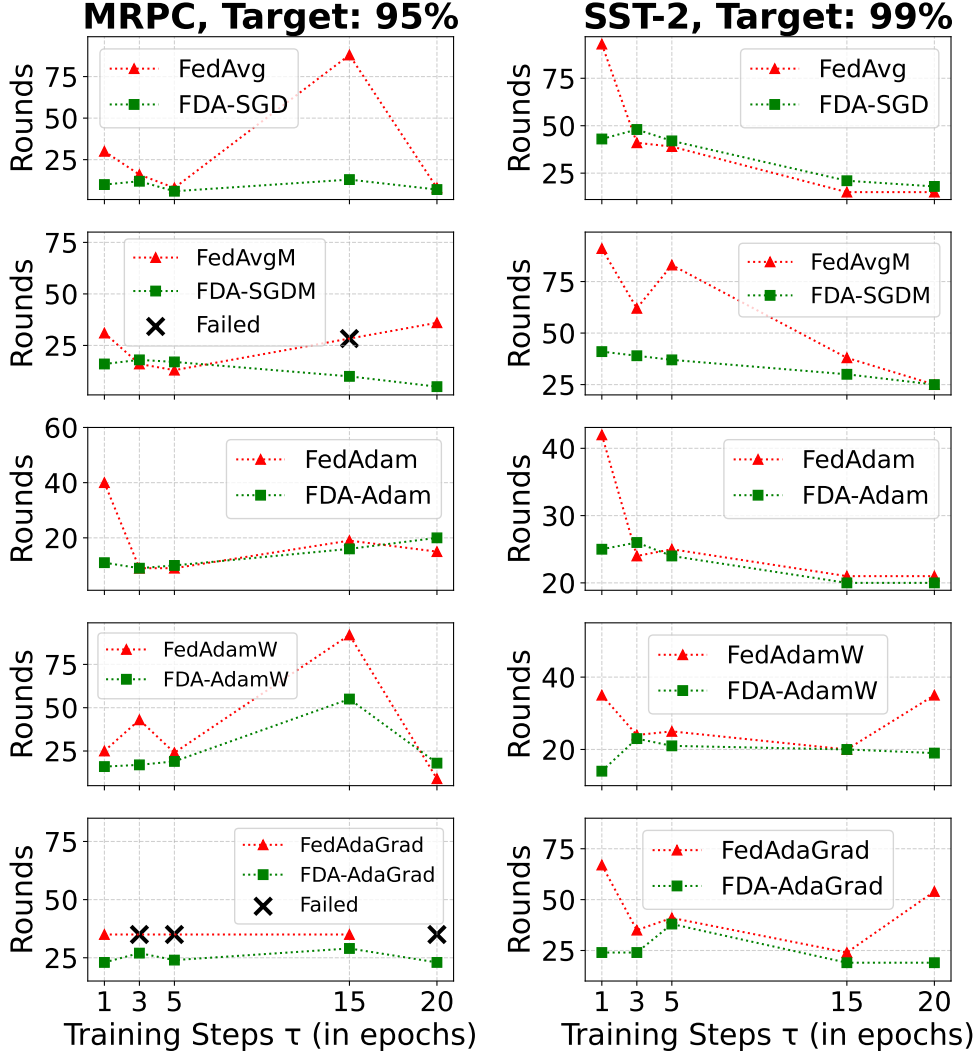 MRPC, Target: 95%
75
50
25
Rounds
FedAvg
FDA-SGD
75
50
25
Rounds
FedAvgM
FDA-SGDM
Failed
60
40
20
Rounds
FedAdam
FDA-Adam
75
50
25
Rounds
FedAdamW
FDA-AdamW
75
50
25
Rounds
FedAdaGrad
FDA-AdaGrad
Failed
1 3 5 15 20
Training Steps τ (in epochs)
SST-2, Target: 99%
75
50
25
Rounds
FedAvg
FDA-SGD
75
50
25
Rounds
FedAvgM
FDA-SGDM
40
30
20
Rounds
FedAdam
FDA-Adam
40
20
Rounds
FedAdamW
FDA-AdamW
75
50
25
Rounds
FedAdaGrad
FDA-AdaGrad
1 3 5 15 20
Training Steps τ (in epochs)